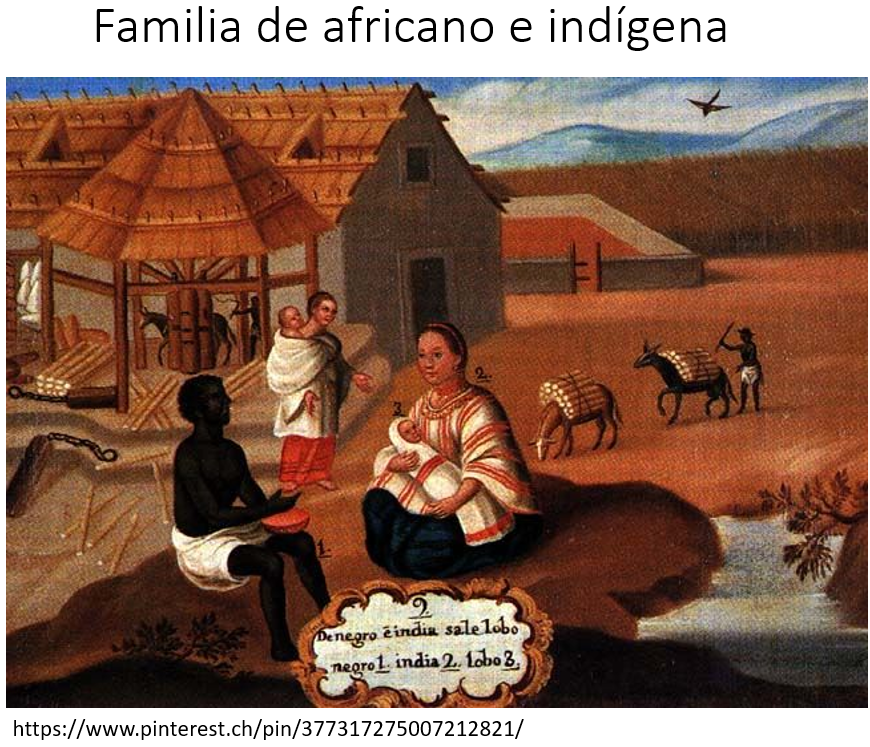 Familia de africano e indígena
2.
3
1.
9.
De negro ẽ india sale lobo
negro 1. india 2. lobo 3.
https://www.pinterest.ch/pin/377317275007212821/